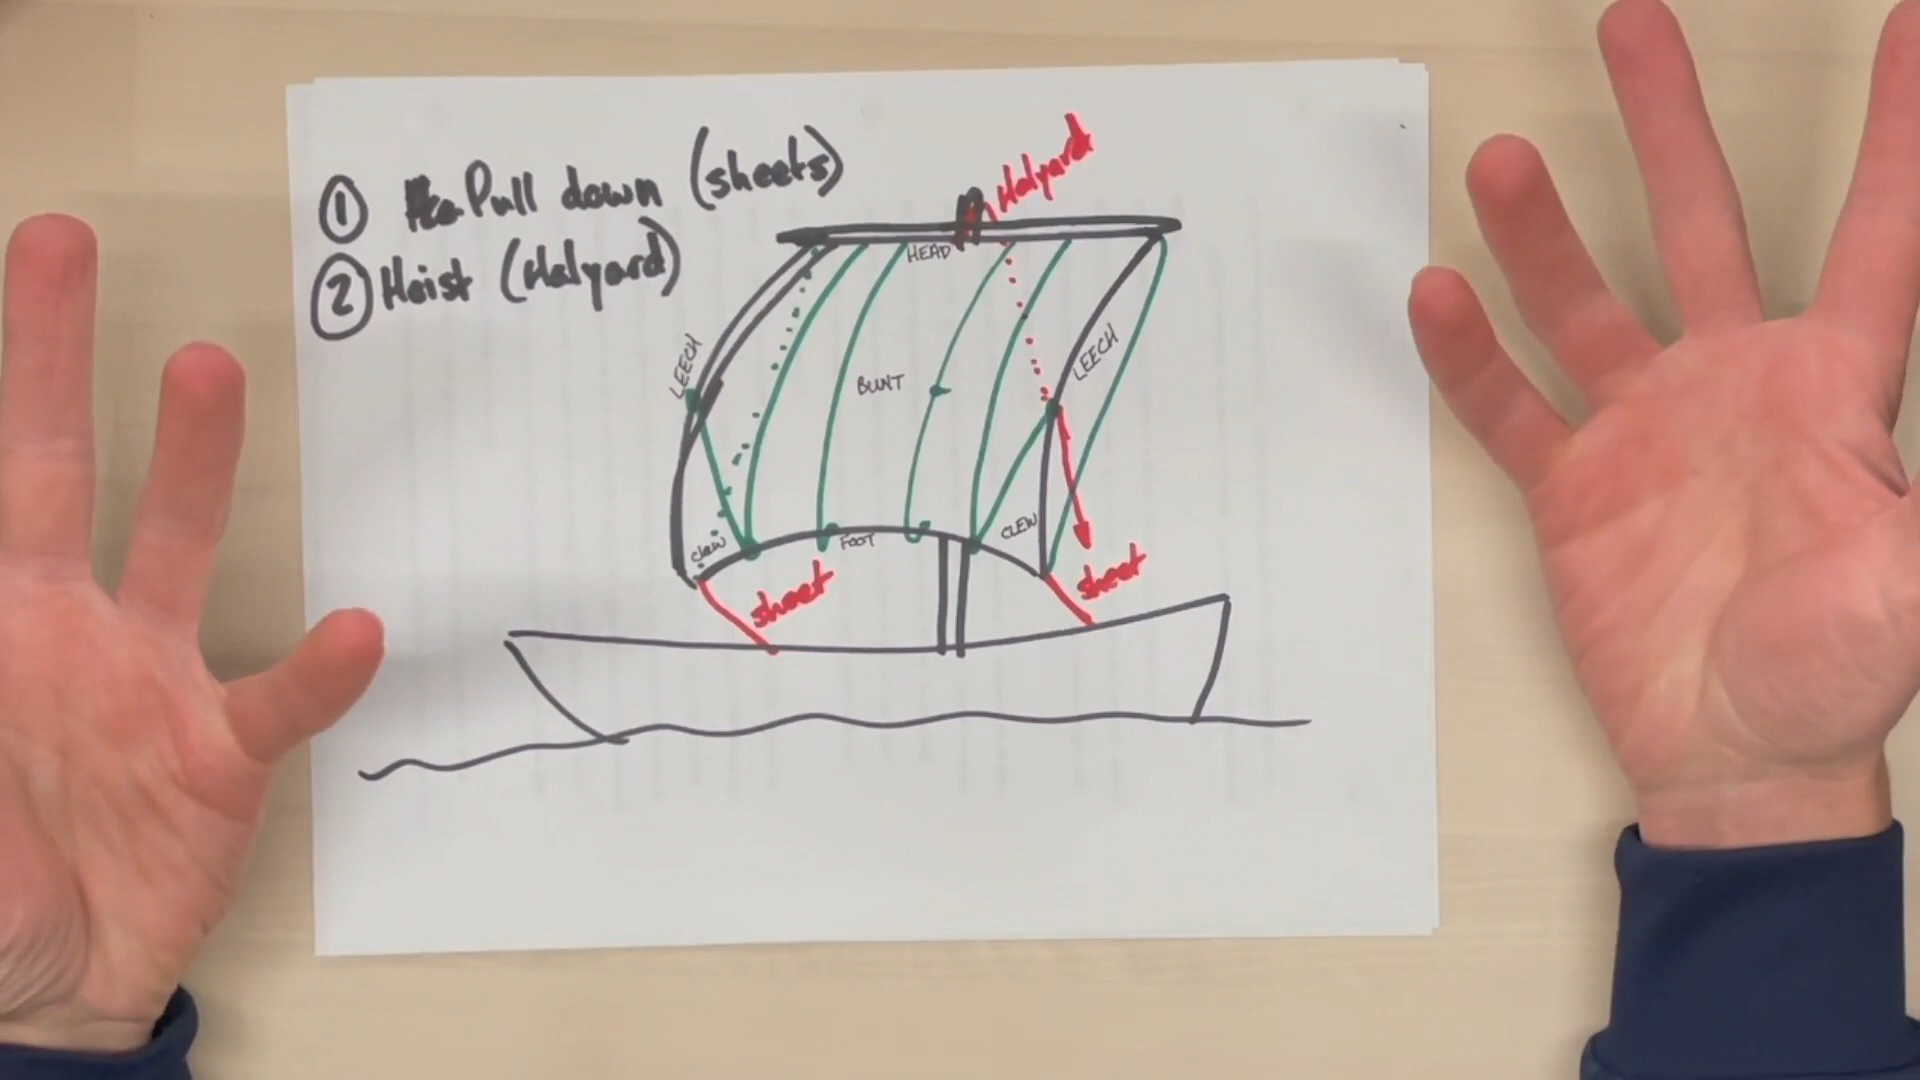 ① Pull down (sheets)
② Hoist (Halyard)
Halyard
HEAD
LEECH
LEECH
BUNT
CLEW
FOOT
CLEW
sheet
sheet